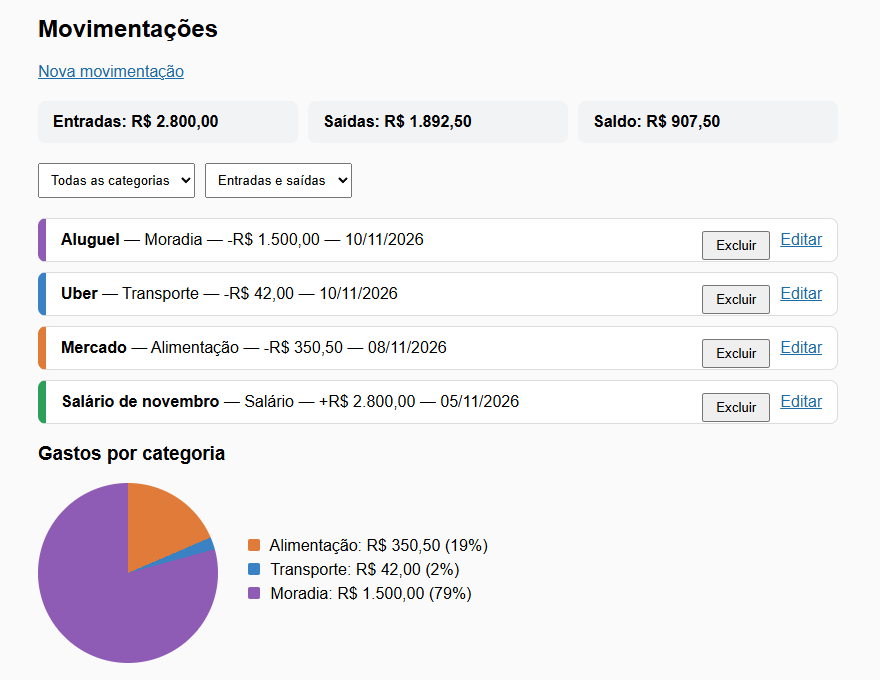 Movimentações
Nova movimentação
Entradas: R$ 2.800,00 Saídas: R$ 1.892,50 Saldo: R$ 907,50
Todas as categorias Entradas e saídas
Aluguel — Moradia — -R$ 1.500,00 — 10/11/2026 Excluir Editar
Uber — Transporte — -R$ 42,00 — 10/11/2026 Excluir Editar
Mercado — Alimentação — -R$ 350,50 — 08/11/2026 Excluir Editar
Salário de novembro — Salário — +R$ 2.800,00 — 05/11/2026 Excluir Editar
Gastos por categoria
Alimentação: R$ 350,50 (19%)
Transporte: R$ 42,00 (2%)
Moradia: R$ 1.500,00 (79%)